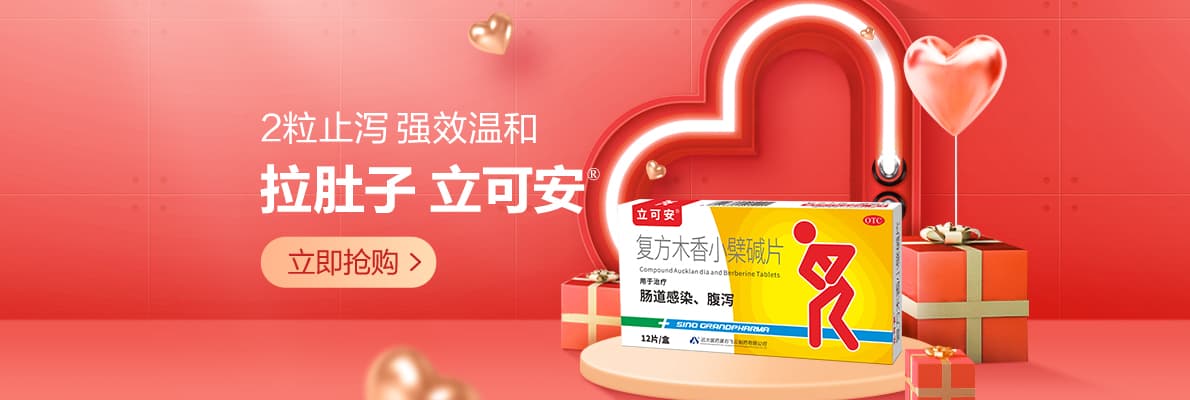 2粒止泻 强效温和
拉肚子 立可安®
立即抢购 >
立可安®
OTC
复方木香小檗碱片
Compound Aucklandia and Berberine Tablets
用于治疗
肠道感染、腹泻
SINO GRANDPHARMA
12片/盒